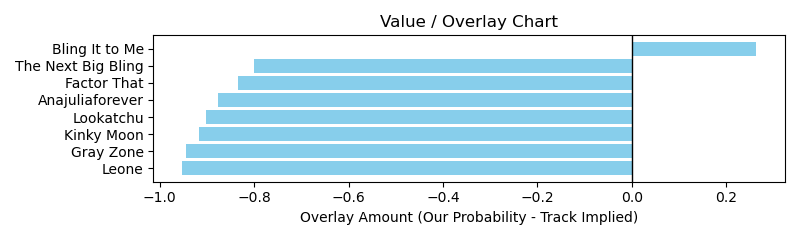 Value / Overlay Chart
Bling It to Me
The Next Big Bling
Factor That
Anajuliaforever
Lookatchu
Kinky Moon
Gray Zone
Leone
−1.0 −0.8 −0.6 −0.4 −0.2 0.0 0.2
Overlay Amount (Our Probability - Track Implied)